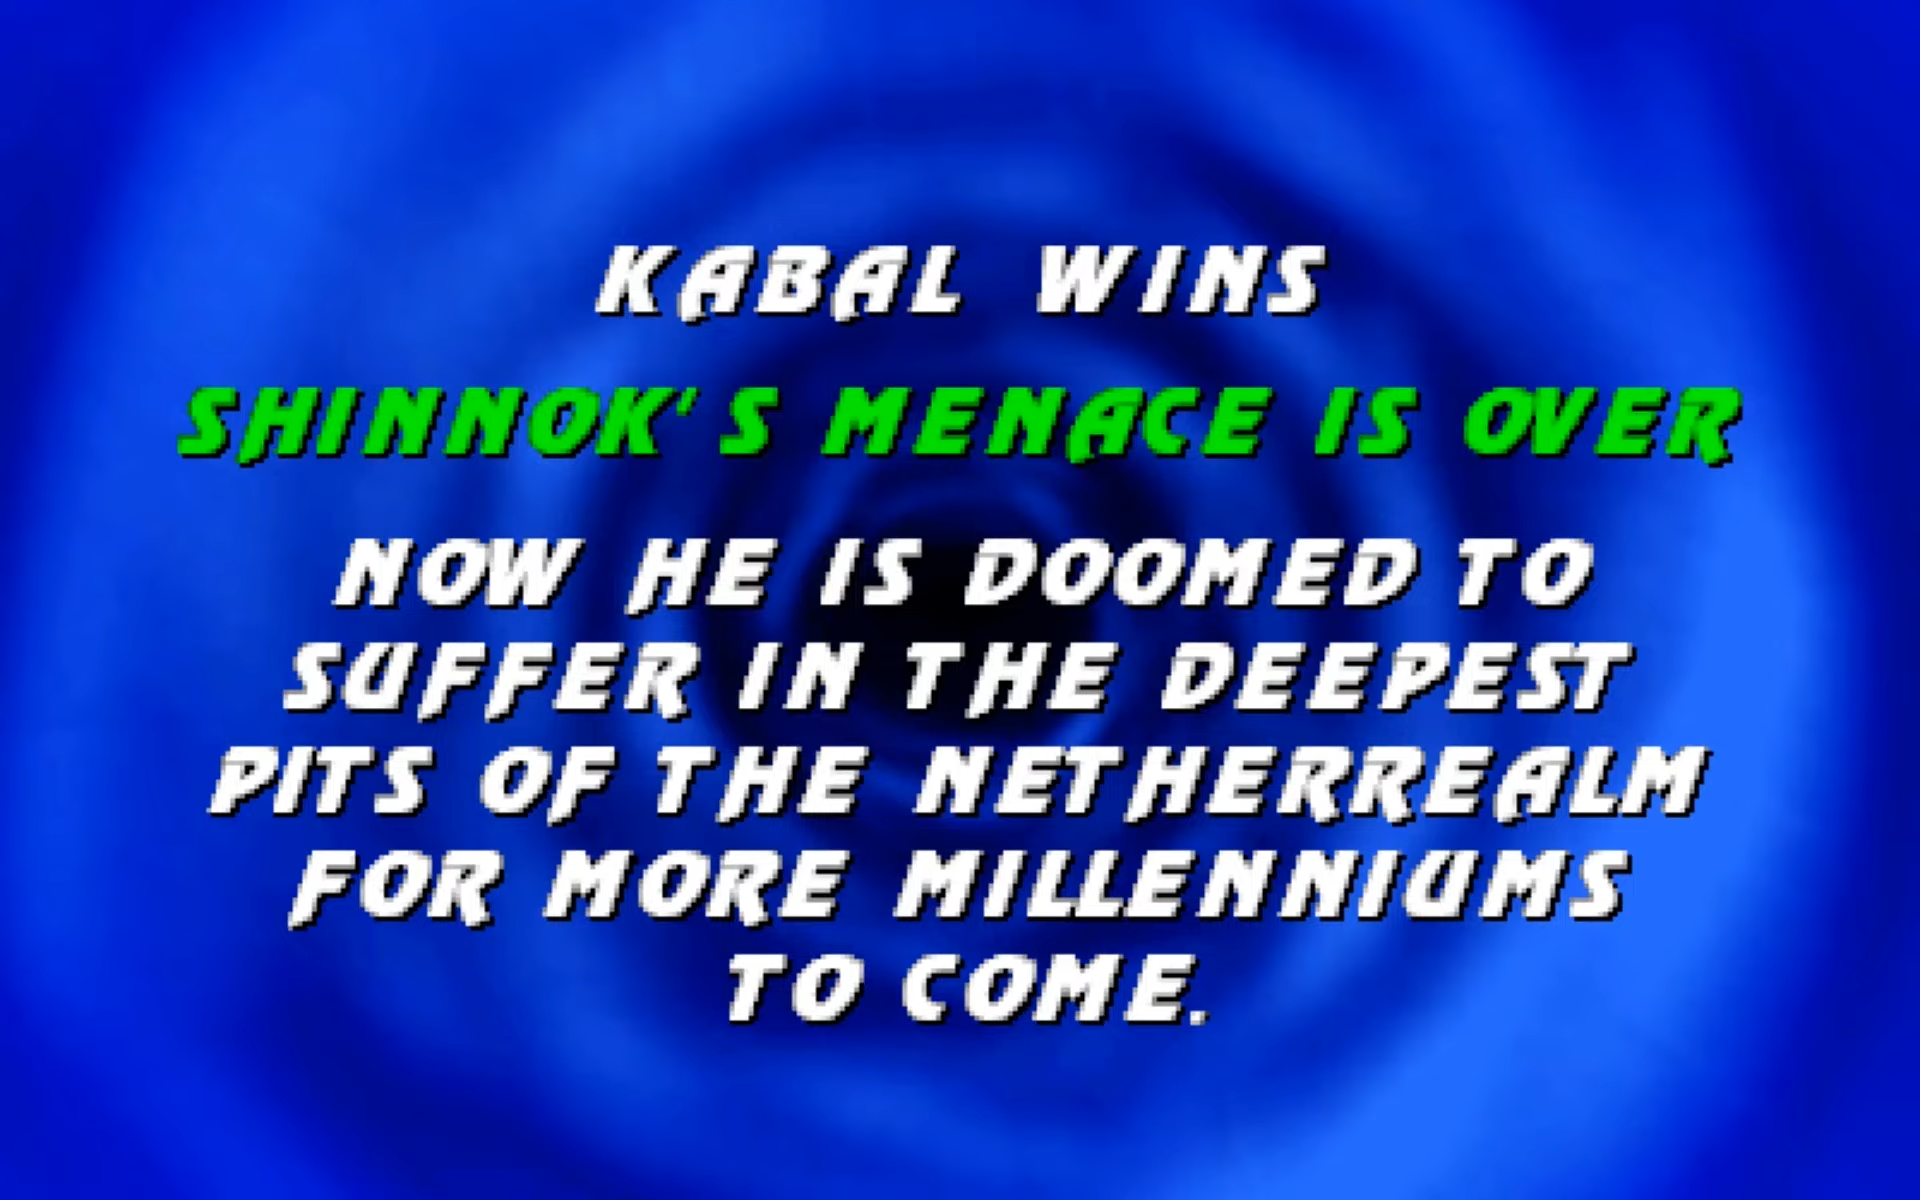 KABAL WINS
SHINNOK'S MENACE IS OVER
NOW HE IS DOOMED TO
SUFFER IN THE DEEPEST
PITS OF THE NETHERREALM
FOR MORE MILLENNIUMS
TO COME.